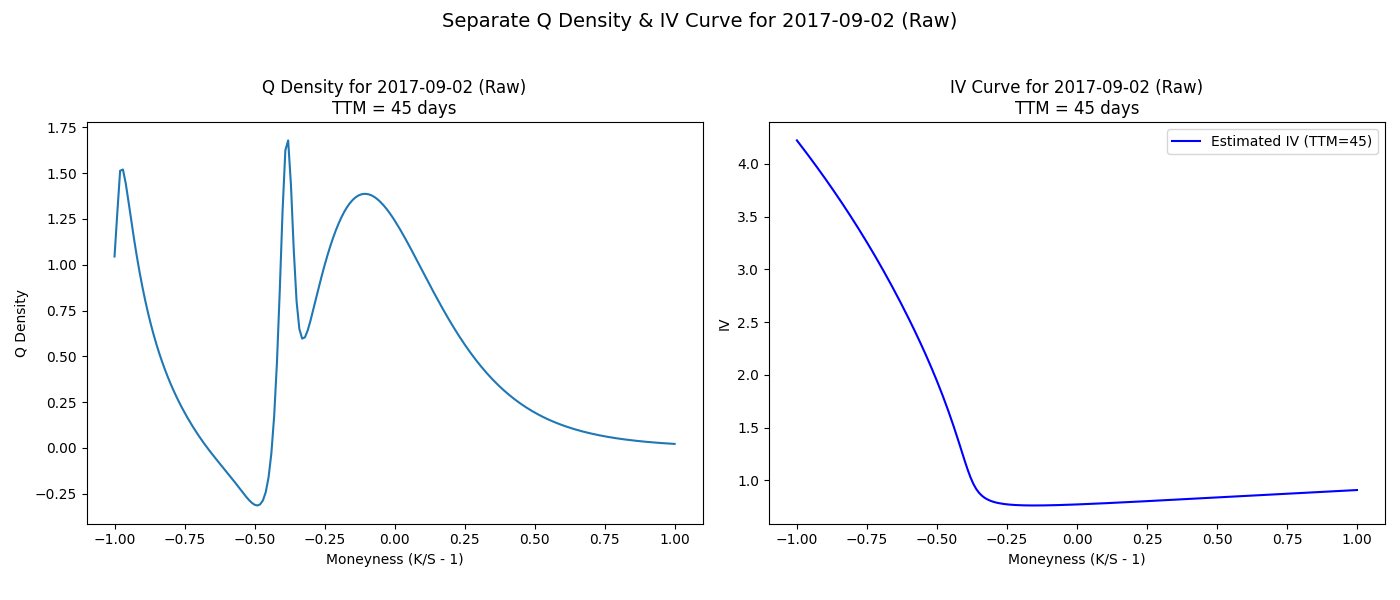 Separate Q Density & IV Curve for 2017-09-02 (Raw)
Q Density for 2017-09-02 (Raw)
TTM = 45 days
1.75
1.50
1.25
1.00
0.75
0.50
0.25
0.00
−0.25
Q Density
−1.00 −0.75 −0.50 −0.25 0.00 0.25 0.50 0.75 1.00
Moneyness (K/S - 1)
IV Curve for 2017-09-02 (Raw)
TTM = 45 days
Estimated IV (TTM=45)
4.0
3.5
3.0
2.5
2.0
1.5
1.0
IV
−1.00 −0.75 −0.50 −0.25 0.00 0.25 0.50 0.75 1.00
Moneyness (K/S - 1)